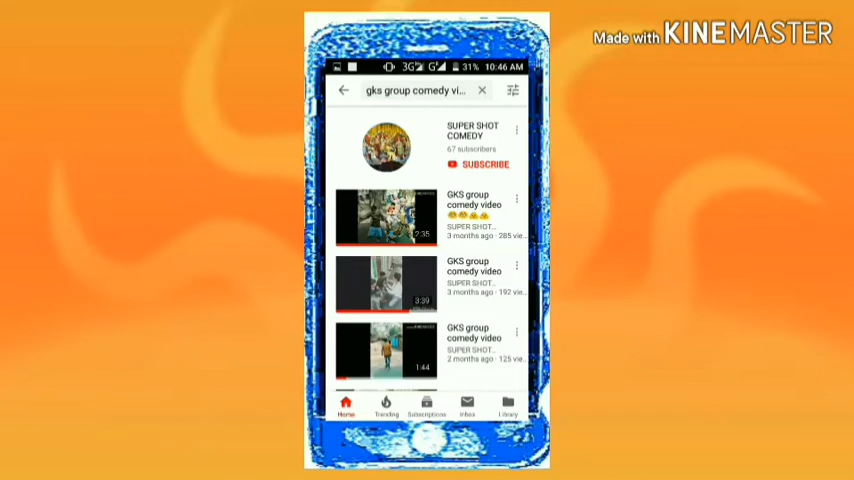 Made with KINEMASTER
3G G 31% 10:46 AM
gks group comedy vi...
SUPER SHOT
COMEDY
67 subscribers
SUBSCRIBE
GKS group
comedy video
SUPER SHOT...
3 months ago · 285 vie...
2:35
GKS group
comedy video
SUPER SHOT...
3 months ago · 192 vie...
3:39
GKS group
comedy video
SUPER SHOT...
2 months ago · 125 vie...
1:44
Home Trending Subscriptions Inbox Library